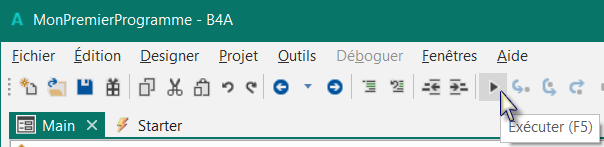 MonPremierProgramme - B4A
Fichier Édition Designer Projet Outils Déboguer Fenêtres Aide
Main Starter
Exécuter (F5)